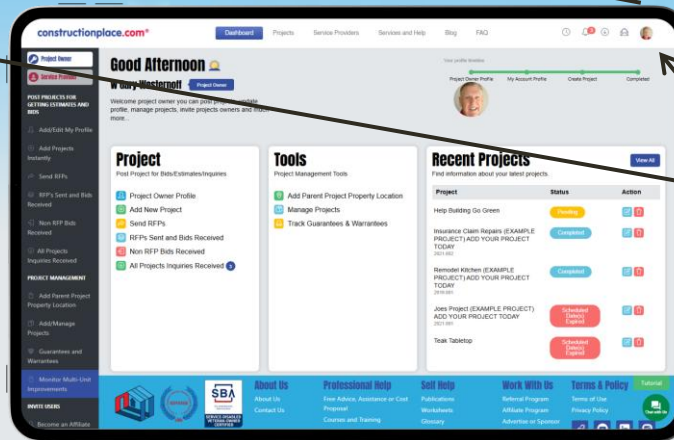 constructionplace.com®
Dashboard
Projects
Service Providers
Services and Help
Blog
FAQ
Project Owner
Service Provider
POST PROJECTS FOR
GETTING ESTIMATES AND
BIDS
Add/Edit My Profile
Add Projects
Instantly
Send RFPs
RFP's Sent and Bids
Received
Non RFP Bids
Received
All Projects
Inquiries Received
PROJECT MANAGEMENT
Add Parent Project
Property Location
Add/Manage
Projects
Guarantees and
Warrantees
Monitor Multi-Unit
Improvements
INVITE USERS
Become an Affiliate
Good Afternoon
W Gary Westernoff
Project Owner
Welcome project owner you can post projects, update
profile, manage projects, invite projects owners and much
more...
Your profile timeline
Project Owner Profile
My Account Profile
Create Project
Completed
Project
Post Project for Bids/Estimates/Inquiries
Project Owner Profile
Add New Project
Send RFPs
RFPs Sent and Bids Received
Non RFP Bids Received
All Projects Inquiries Received
Tools
Project Management Tools
Add Parent Project Property Location
Manage Projects
Track Guarantees & Warrantees
Recent Projects
View All
Find information about your latest projects.
Project
Status
Action
Help Building Go Green
Pending
Insurance Claim Repairs (EXAMPLE
PROJECT) ADD YOUR PROJECT
TODAY
Completed
Remodel Kitchen (EXAMPLE
PROJECT) ADD YOUR PROJECT
TODAY
Completed
Joes Project (EXAMPLE PROJECT)
ADD YOUR PROJECT TODAY
Scheduled
Date(s)
Expired
Teak Tabletop
Scheduled
Date(s)
Expired
SBA
SERVICE-DISABLED
VETERAN-OWNED
CERTIFIED
About Us
About Us
Contact Us
Professional Help
Free Advice, Assistance or Cost
Proposal
Courses and Training
Self Help
Publications
Worksheets
Glossary
Work With Us
Referral Program
Affiliate Program
Advertise or Sponsor
Terms & Policy
Terms of Use
Privacy Policy
Tutorial
Chat with Us